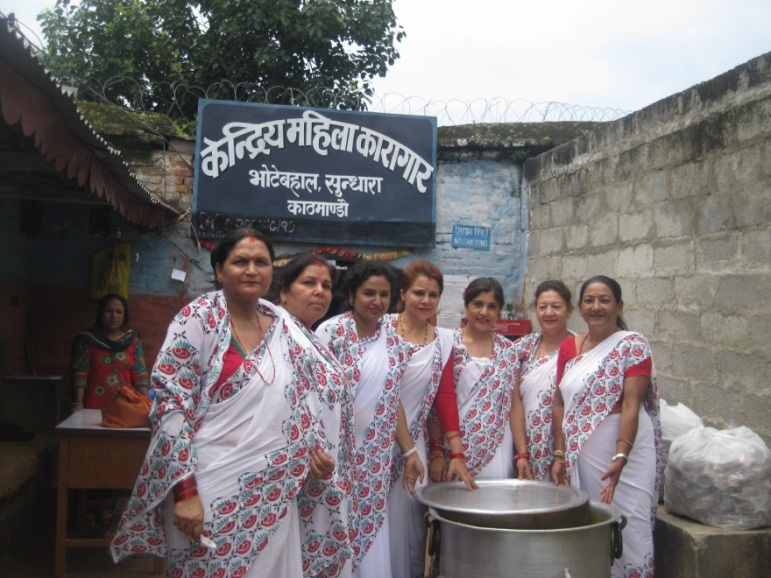 केन्द्रिय महिला कारागार
भोटेबहाल, सुन्धारा
काठमाण्डौ